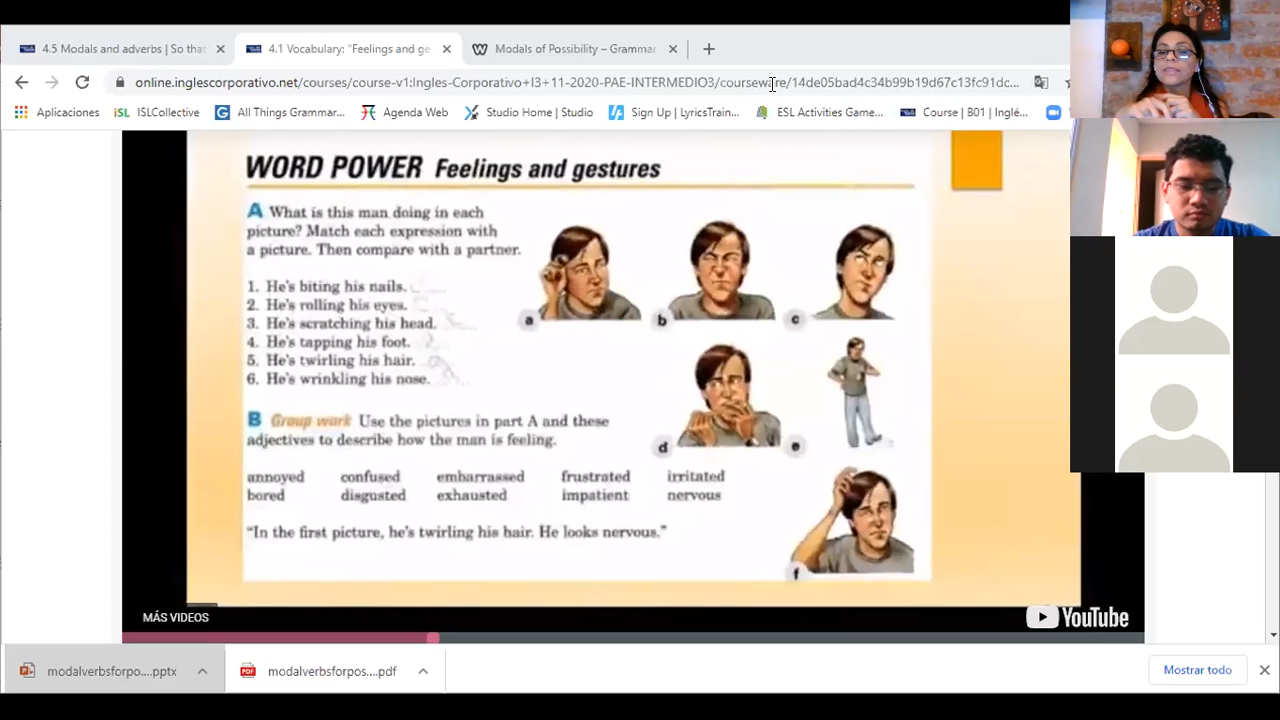 4.5 Modals and adverbs | So that
4.1 Vocabulary: "Feelings and ge
Modals of Possibility – Grammar
online.inglescorporativo.net/courses/course-v1:Ingles-Corporativo+I3+11-2020-PAE-INTERMEDIO3/courseware/14de05bad4c34b99b19d67c13fc91dc...
Aplicaciones
ISLCollective
All Things Grammar...
Agenda Web
Studio Home | Studio
Sign Up | LyricsTrain...
ESL Activities Game...
Course | B01 | Inglé...
WORD POWER Feelings and gestures
A What is this man doing in each
picture? Match each expression with
a picture. Then compare with a partner.
1. He's biting his nails.
2. He's rolling his eyes.
3. He's scratching his head.
4. He's tapping his foot.
5. He's twirling his hair.
6. He's wrinkling his nose.
a
b
c
d
e
f
B Group work Use the pictures in part A and these
adjectives to describe how the man is feeling.
annoyed confused embarrassed frustrated irritated
bored disgusted exhausted impatient nervous
"In the first picture, he's twirling his hair. He looks nervous."
MÁS VIDEOS
YouTube
modalverbsforpo....pptx
PDF
modalverbsforpos....pdf
Mostrar todo